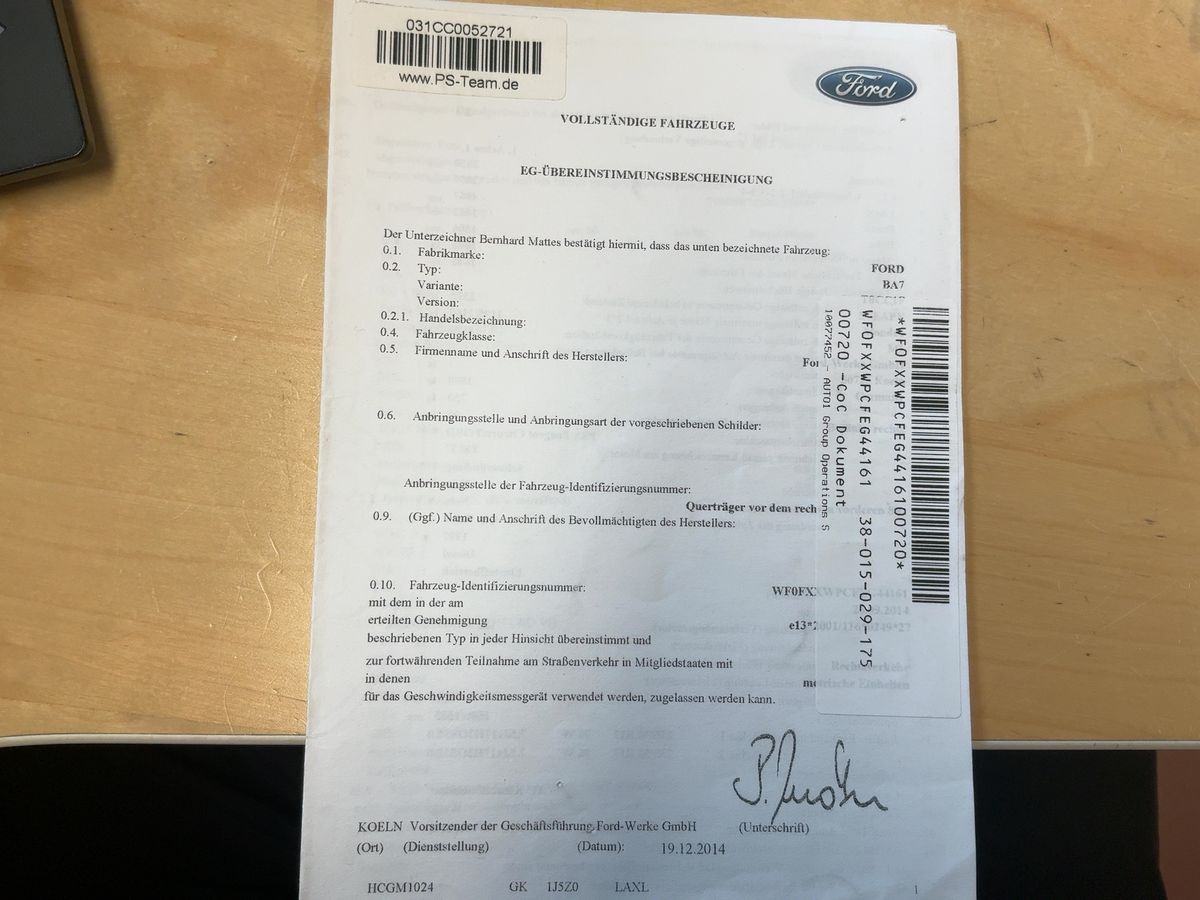 031CC0052721
www.PS-Team.de
Ford
VOLLSTÄNDIGE FAHRZEUGE
EG-ÜBEREINSTIMMUNGSBESCHEINIGUNG
Der Unterzeichner Bernhard Mattes bestätigt hiermit, dass das unten bezeichnete Fahrzeug:
0.1. Fabrikmarke: FORD
0.2. Typ: BA7
Variante:
Version:
0.2.1. Handelsbezeichnung:
0.4. Fahrzeugklasse:
0.5. Firmenname und Anschrift des Herstellers:
0.6. Anbringungsstelle und Anbringungsart der vorgeschriebenen Schilder:
Anbringungsstelle der Fahrzeug-Identifizierungsnummer:
Querträger vor dem rech
0.9. (Ggf.) Name und Anschrift des Bevollmächtigten des Herstellers:
0.10. Fahrzeug-Identifizierungsnummer: WF0FX
mit dem in der am
erteilten Genehmigung e13*
beschriebenen Typ in jeder Hinsicht übereinstimmt und
zur fortwährenden Teilnahme am Straßenverkehr in Mitgliedstaaten mit
in denen
für das Geschwindigkeitsmessgerät verwendet werden, zugelassen werden kann.
*WF0FXXWPCFEG4416100720*
WF0FXXWPCFEG44161 38-015-029-175
00720 -CoC Dokument
10077452 - AUTO1 Group Operations S
KOELN Vorsitzender der Geschäftsführung,Ford-Werke GmbH (Unterschrift)
(Ort) (Dienststellung) (Datum): 19.12.2014
HCGM1024 GK 1J5Z0 LAXL 1